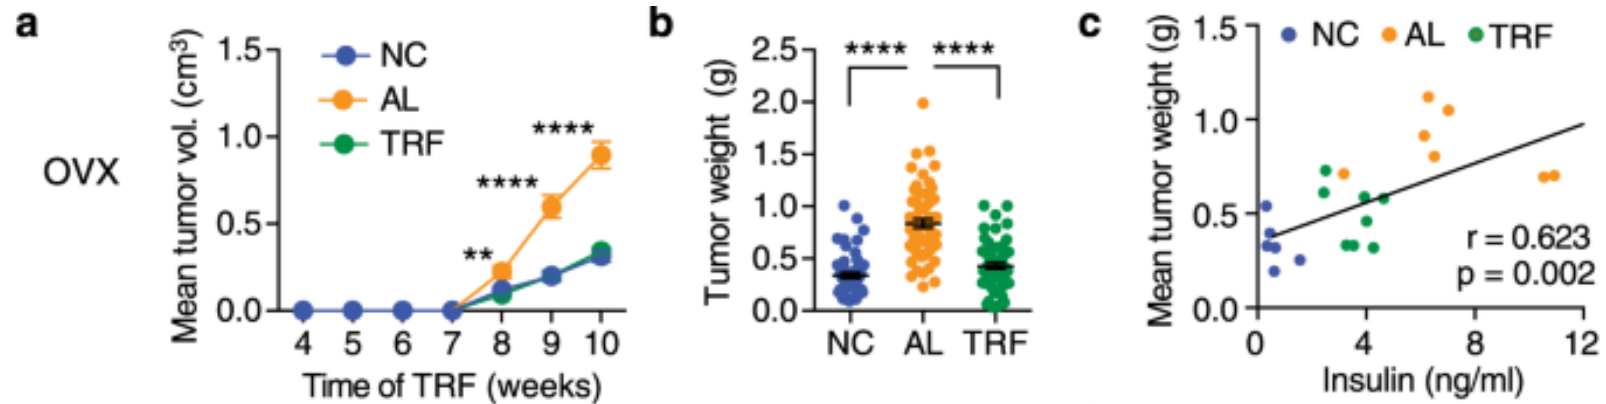 a
OVX
Mean tumor vol. (cm³)
1.5
1.0
0.5
0.0
NC
AL
TRF
**
****
****
4 5 6 7 8 9 10
Time of TRF (weeks)
b
Tumor weight (g)
2.5
2.0
1.5
1.0
0.5
0.0
**** ****
NC AL TRF
c
Mean tumor weight (g)
1.5
1.0
0.5
0.0
NC AL TRF
r = 0.623
p = 0.002
0 4 8 12
Insulin (ng/ml)